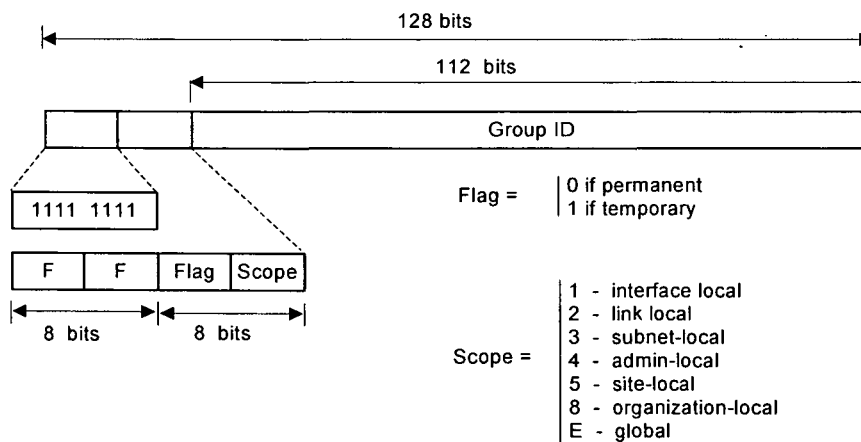 128 bits
112 bits
Group ID
1111 1111
Flag =
0 if permanent
1 if temporary
F F Flag Scope
8 bits 8 bits
Scope =
1 - interface local
2 - link local
3 - subnet-local
4 - admin-local
5 - site-local
8 - organization-local
E - global